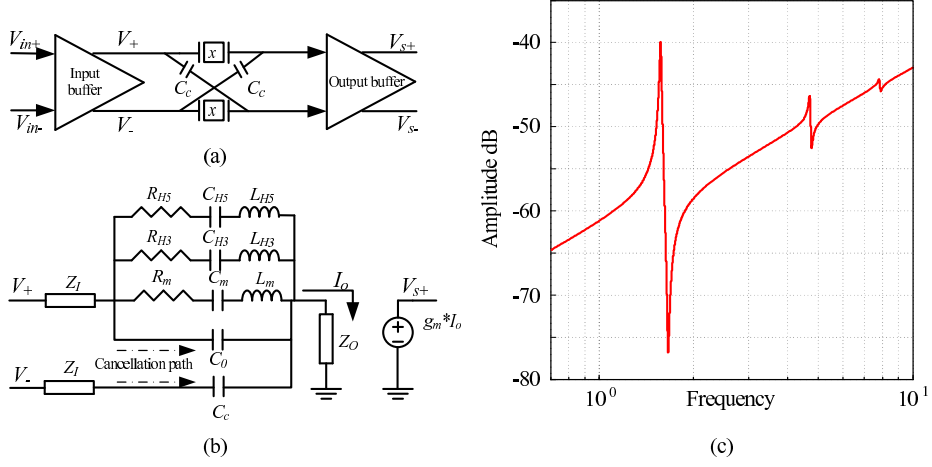 V_in+
V_+
x
V_s+
Input buffer
C_c
C_c
Output buffer
V_in-
V_-
x
V_s-
(a)
R_H5
C_H5
L_H5
R_H3
C_H3
L_H3
V_+
Z_I
R_m
C_m
L_m
I_o
V_s+
g_m*I_o
Z_O
Cancellation path
C_0
V_-
Z_I
C_c
(b)
Amplitude dB
-40
-50
-60
-70
-80
10^0
Frequency
10^1
(c)